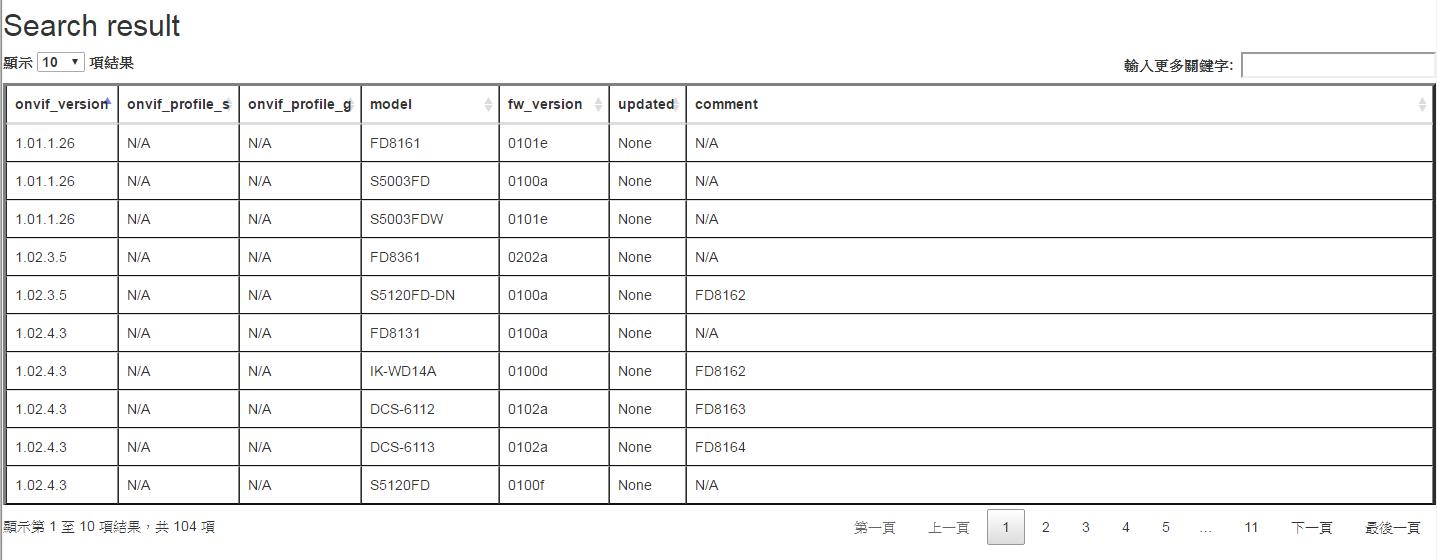 Search result
顯示 10 項結果 輸入更多關鍵字:
onvif_version onvif_profile_s onvif_profile_g model fw_version updated comment
1.01.1.26 N/A N/A FD8161 0101e None N/A
1.01.1.26 N/A N/A S5003FD 0100a None N/A
1.01.1.26 N/A N/A S5003FDW 0101e None N/A
1.02.3.5 N/A N/A FD8361 0202a None N/A
1.02.3.5 N/A N/A S5120FD-DN 0100a None FD8162
1.02.4.3 N/A N/A FD8131 0100a None N/A
1.02.4.3 N/A N/A IK-WD14A 0100d None FD8162
1.02.4.3 N/A N/A DCS-6112 0102a None FD8163
1.02.4.3 N/A N/A DCS-6113 0102a None FD8164
1.02.4.3 N/A N/A S5120FD 0100f None N/A
顯示第 1 至 10 項結果，共 104 項 第一頁 上一頁 1 2 3 4 5 … 11 下一頁 最後一頁